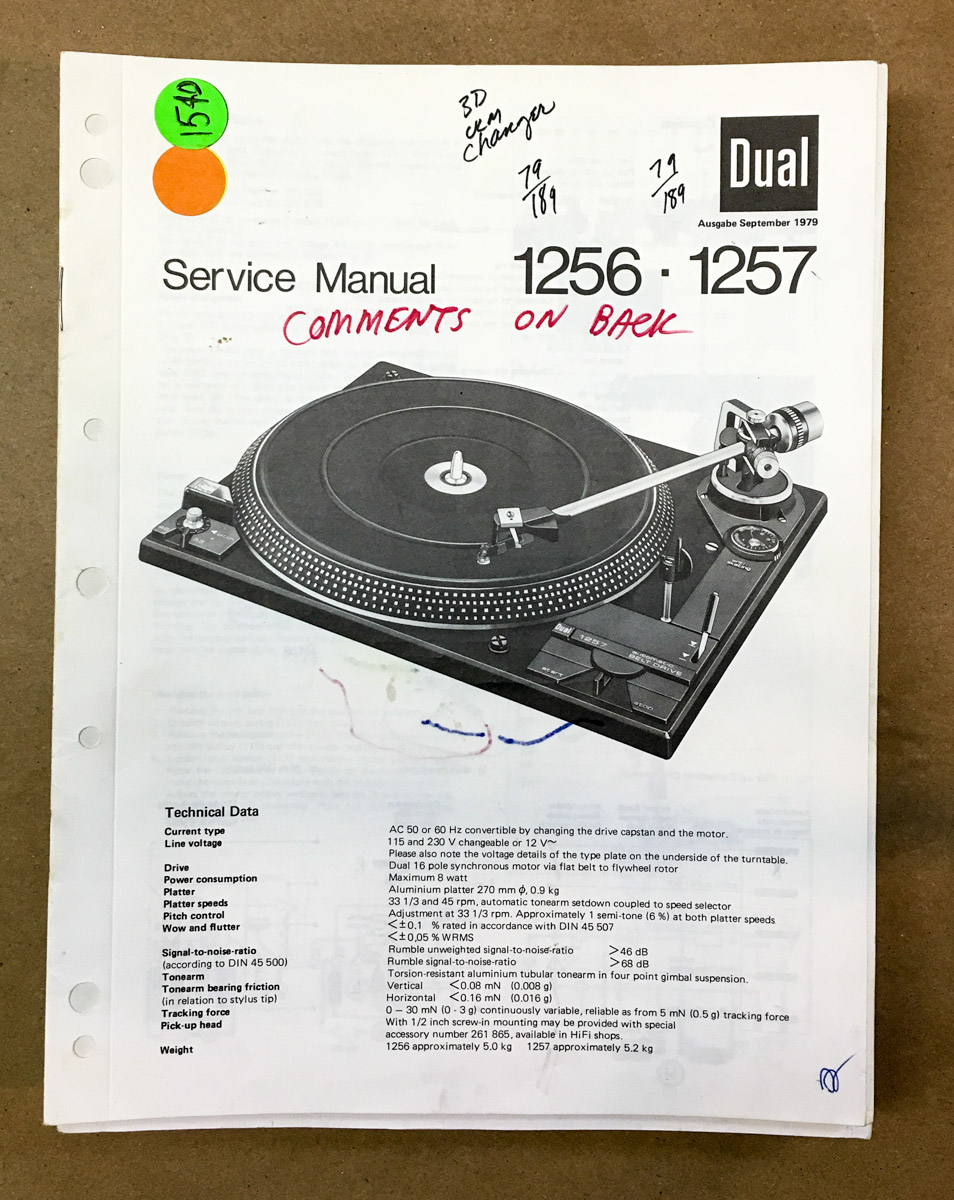 1540
3D
Changer
79
189
79
189
Dual
Ausgabe September 1979
Service Manual 1256 · 1257
COMMENTS ON BACK
Dual 1257
automatic
BELT DRIVE
START
STOP
Technical Data
Current type AC 50 or 60 Hz convertible by changing the drive capstan and the motor.
Line voltage 115 and 230 V changeable or 12 V~
Please also note the voltage details of the type plate on the underside of the turntable.
Drive Dual 16 pole synchronous motor via flat belt to flywheel rotor
Power consumption Maximum 8 watt
Platter Aluminium platter 270 mm ϕ, 0.9 kg
Platter speeds 33 1/3 and 45 rpm, automatic tonearm setdown coupled to speed selector
Pitch control Adjustment at 33 1/3 rpm. Approximately 1 semi-tone (6 %) at both platter speeds
Wow and flutter <±0.1 % rated in accordance with DIN 45 507
<±0,05 % WRMS
Signal-to-noise-ratio Rumble unweighted signal-to-noise-ratio >46 dB
(according to DIN 45 500) Rumble signal-to-noise-ratio >68 dB
Tonearm Torsion-resistant aluminium tubular tonearm in four point gimbal suspension.
Tonearm bearing friction Vertical <0.08 mN (0.008 g)
(in relation to stylus tip) Horizontal <0.16 mN (0.016 g)
Tracking force 0 – 30 mN (0 - 3 g) continuously variable, reliable as from 5 mN (0.5 g) tracking force
Pick-up head With 1/2 inch screw-in mounting may be provided with special
accessory number 261 865, available in HiFi shops.
Weight 1256 approximately 5.0 kg 1257 approximately 5.2 kg